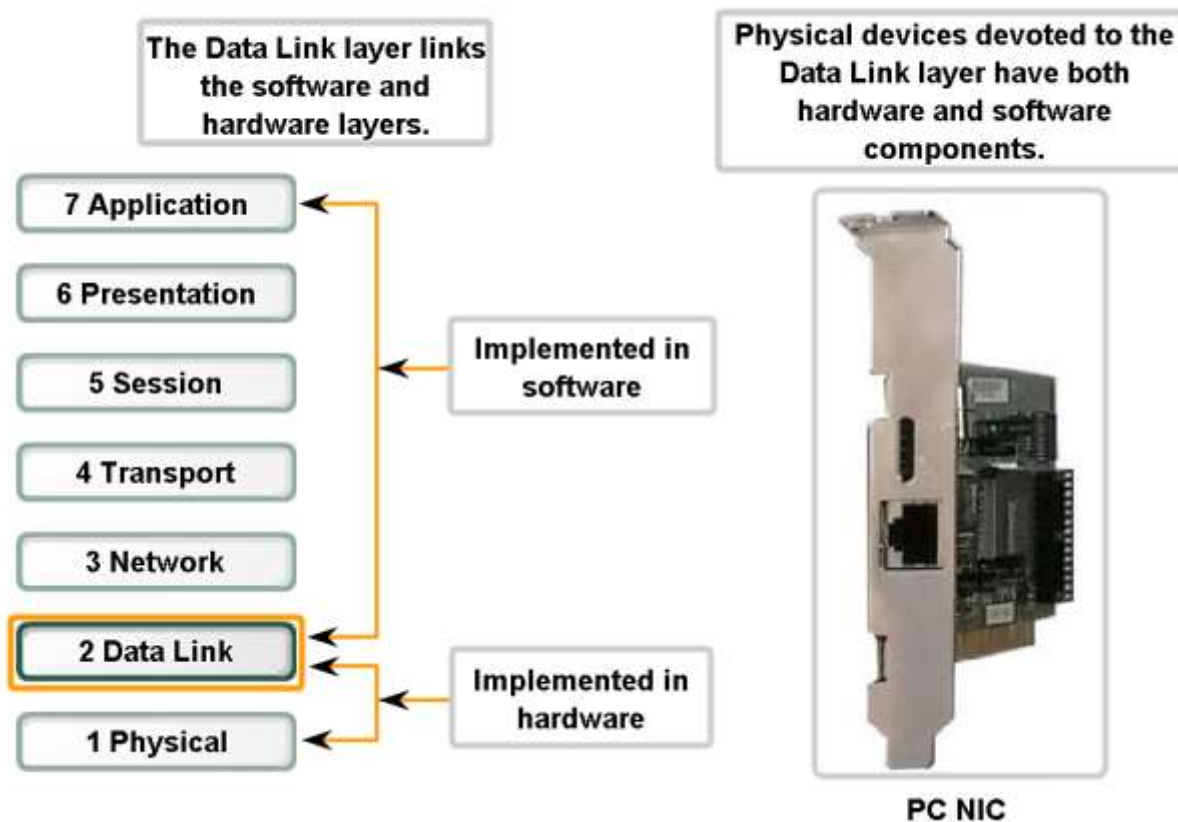 The Data Link layer links
the software and
hardware layers.
Physical devices devoted to the
Data Link layer have both
hardware and software
components.
7 Application
6 Presentation
5 Session
4 Transport
3 Network
2 Data Link
1 Physical
Implemented in
software
Implemented in
hardware
PC NIC